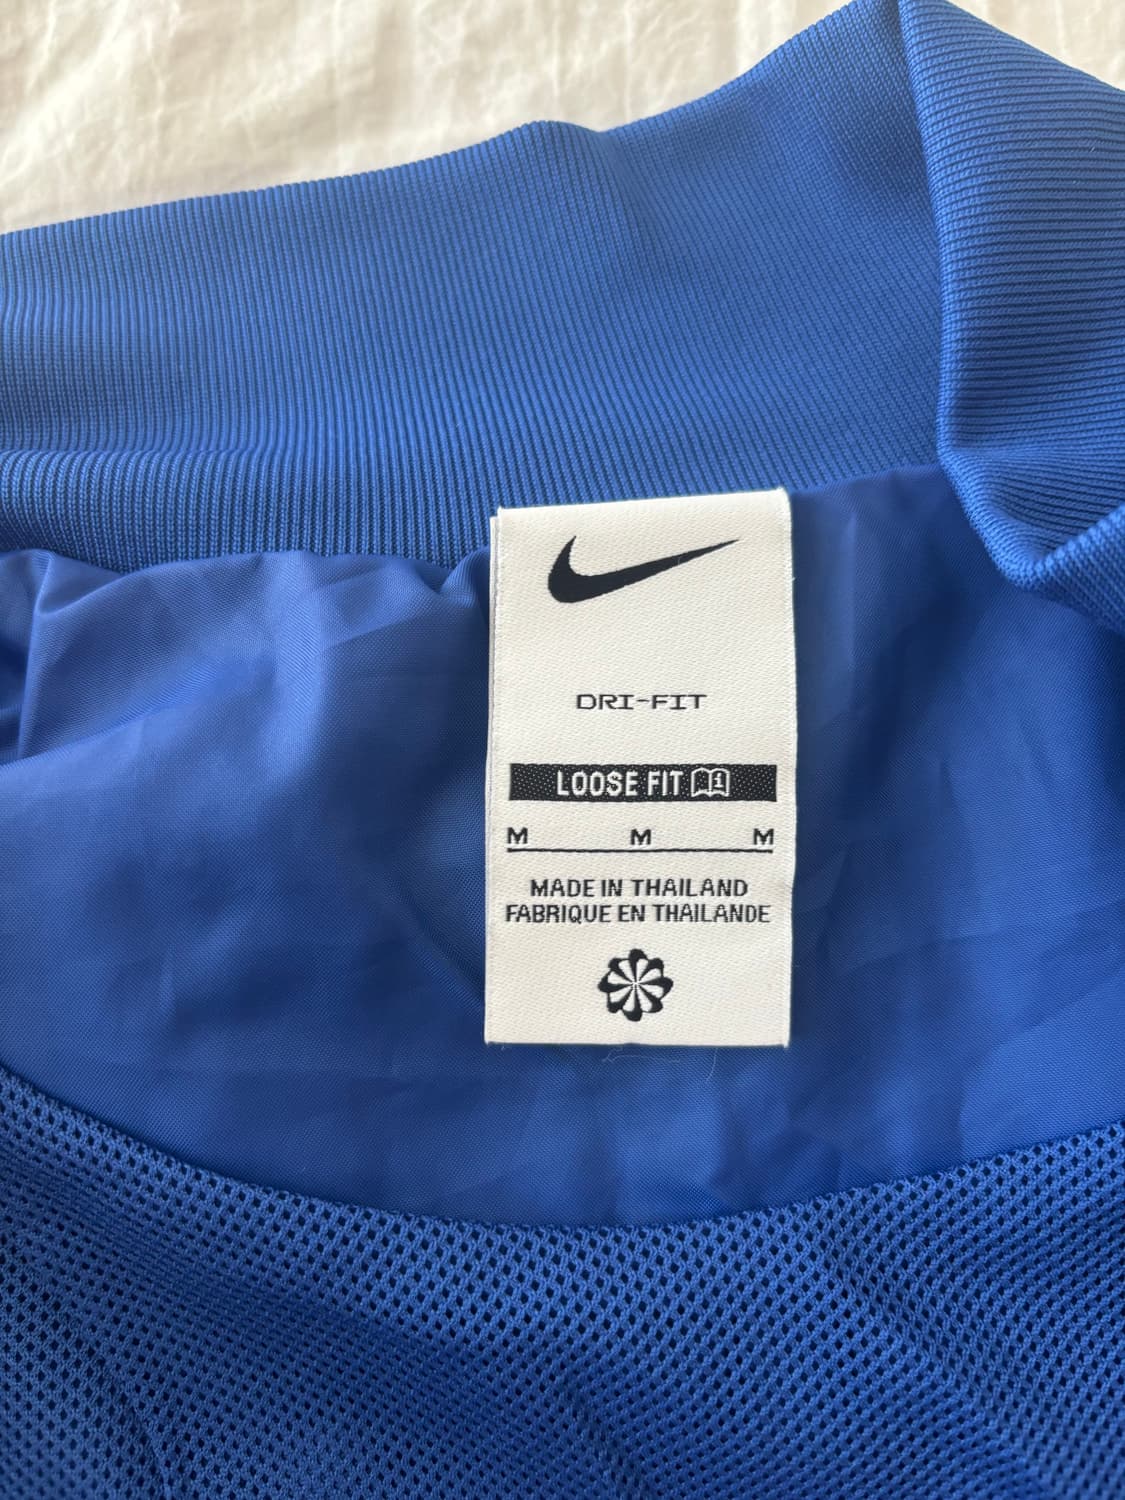 DRI-FIT
LOOSE FIT
M M M
MADE IN THAILAND
FABRIQUE EN THAILANDE